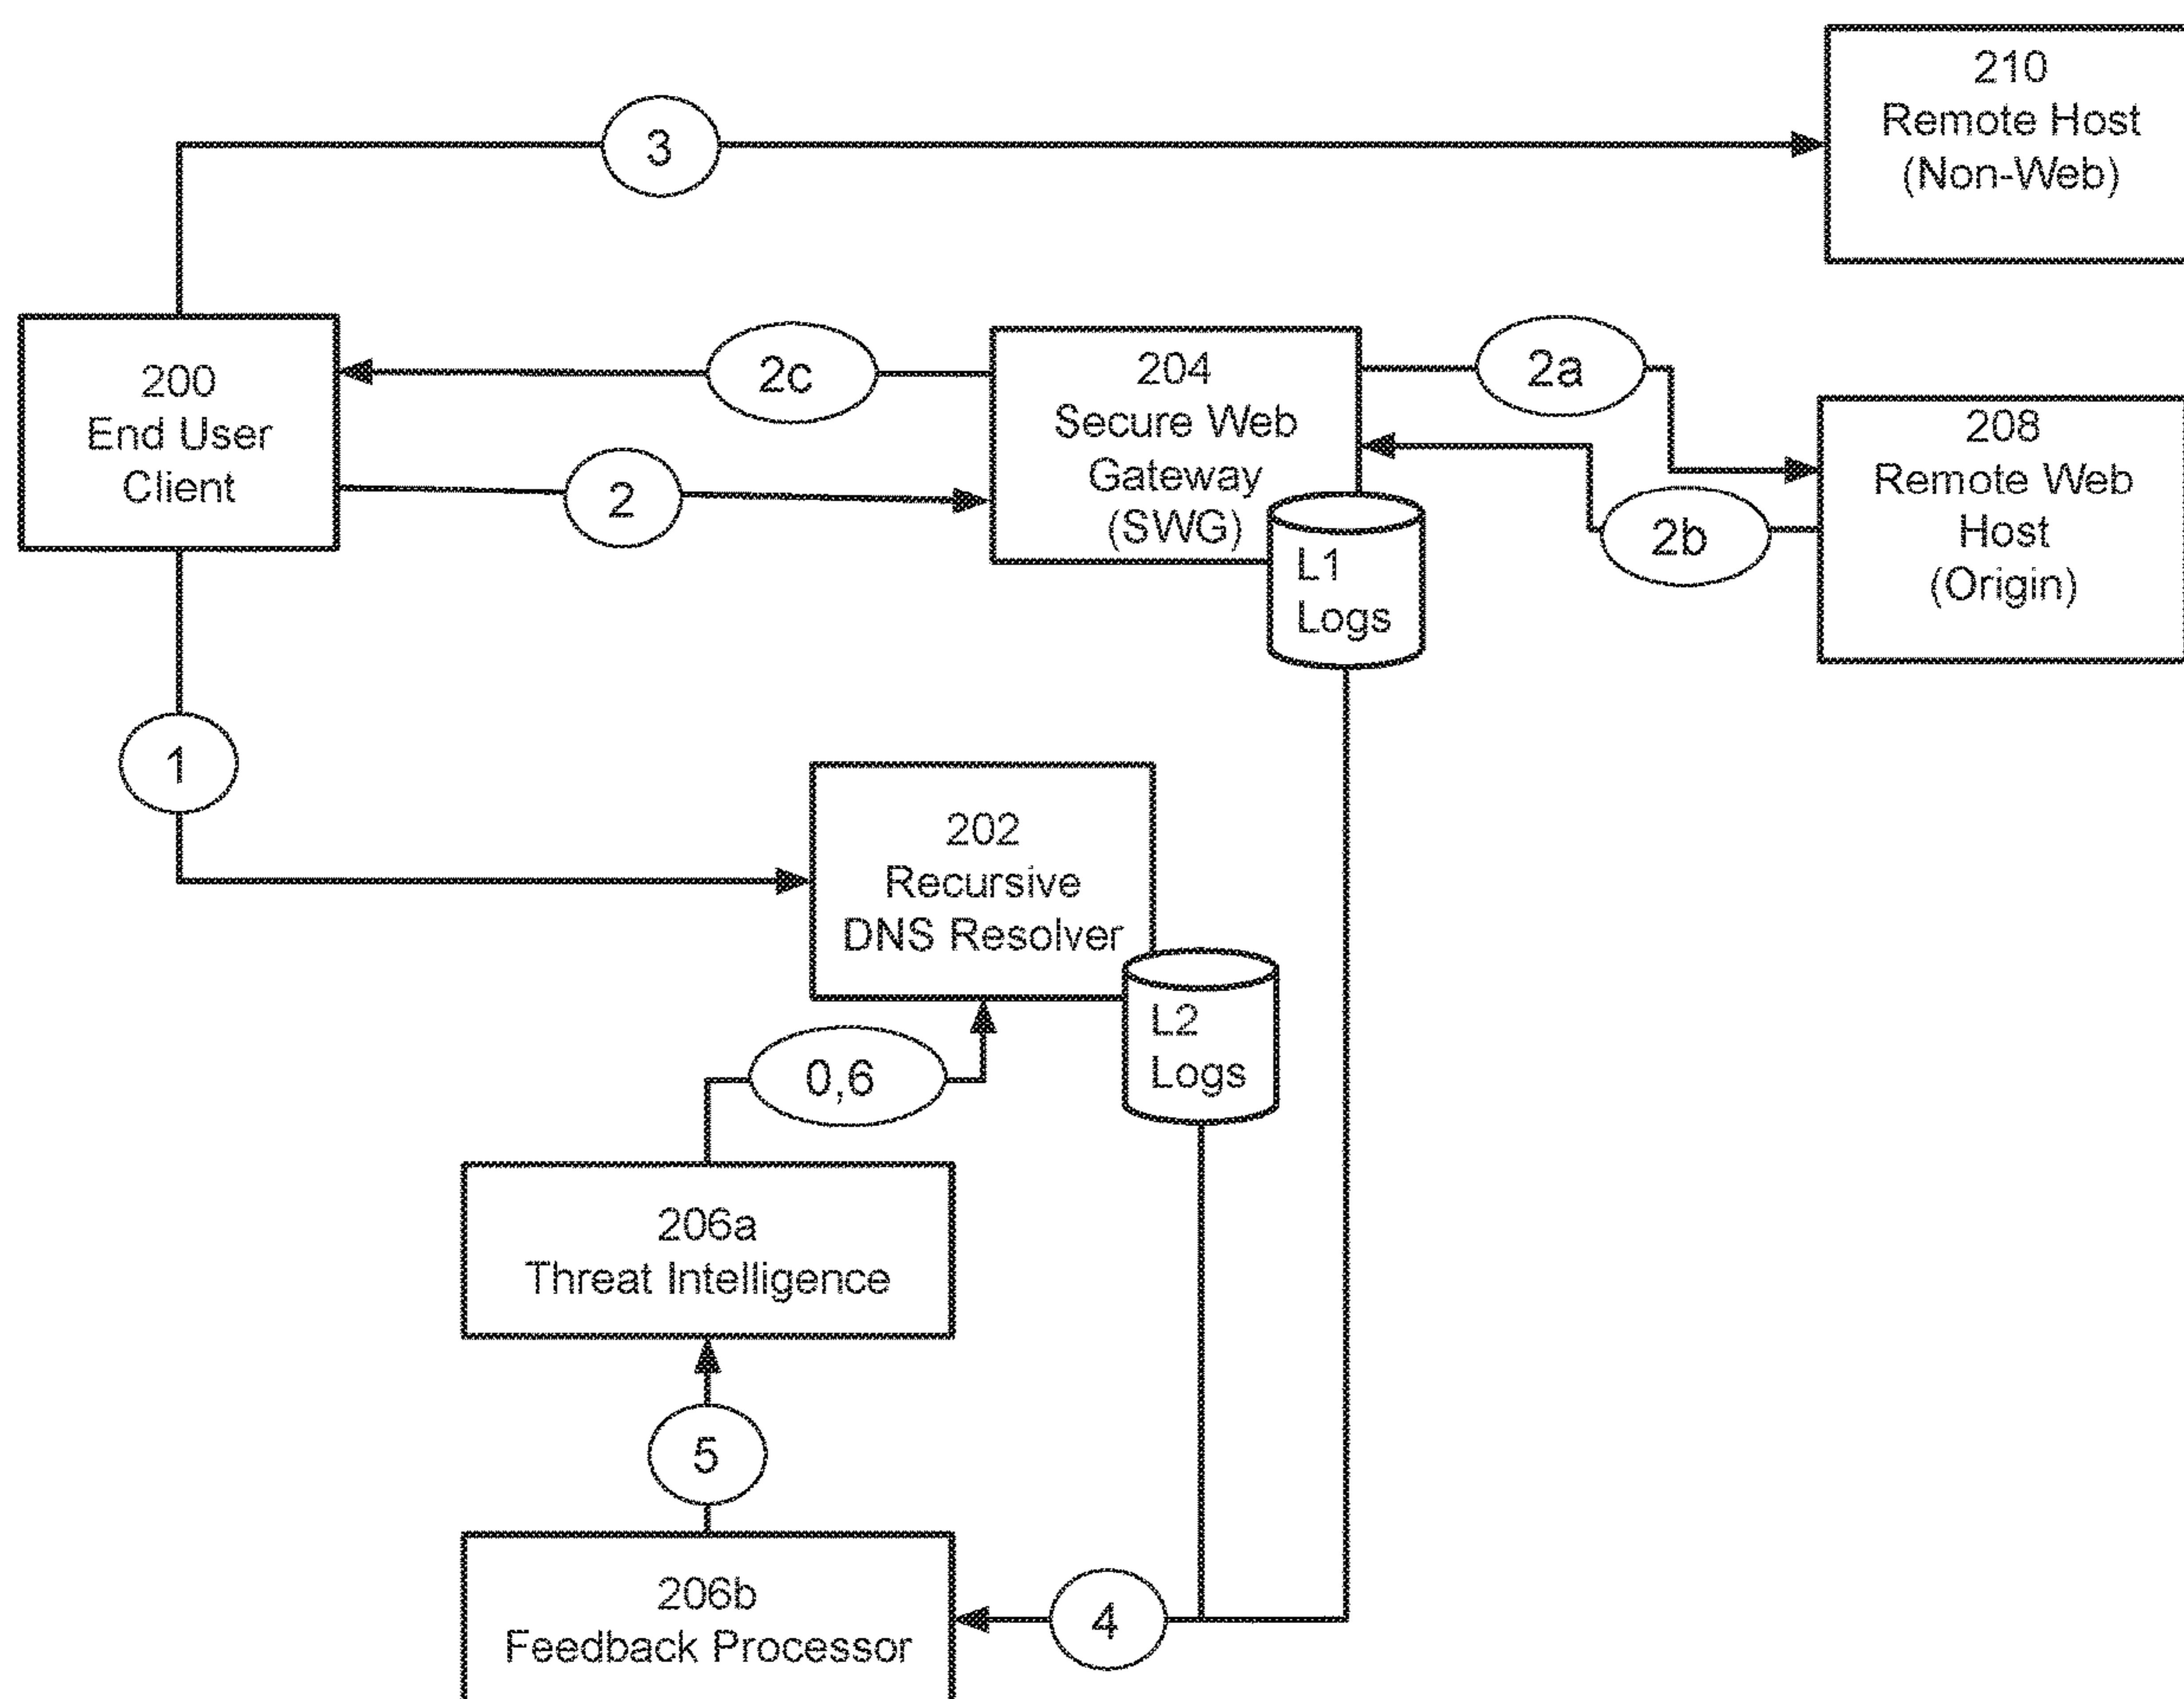 210
Remote Host
(Non-Web)
3
200
End User
Client
2c
2
204
Secure Web
Gateway
(SWG)
L1
Logs
2a
2b
208
Remote Web
Host
(Origin)
1
202
Recursive
DNS Resolver
L2
Logs
0,6
206a
Threat Intelligence
5
206b
Feedback Processor
4